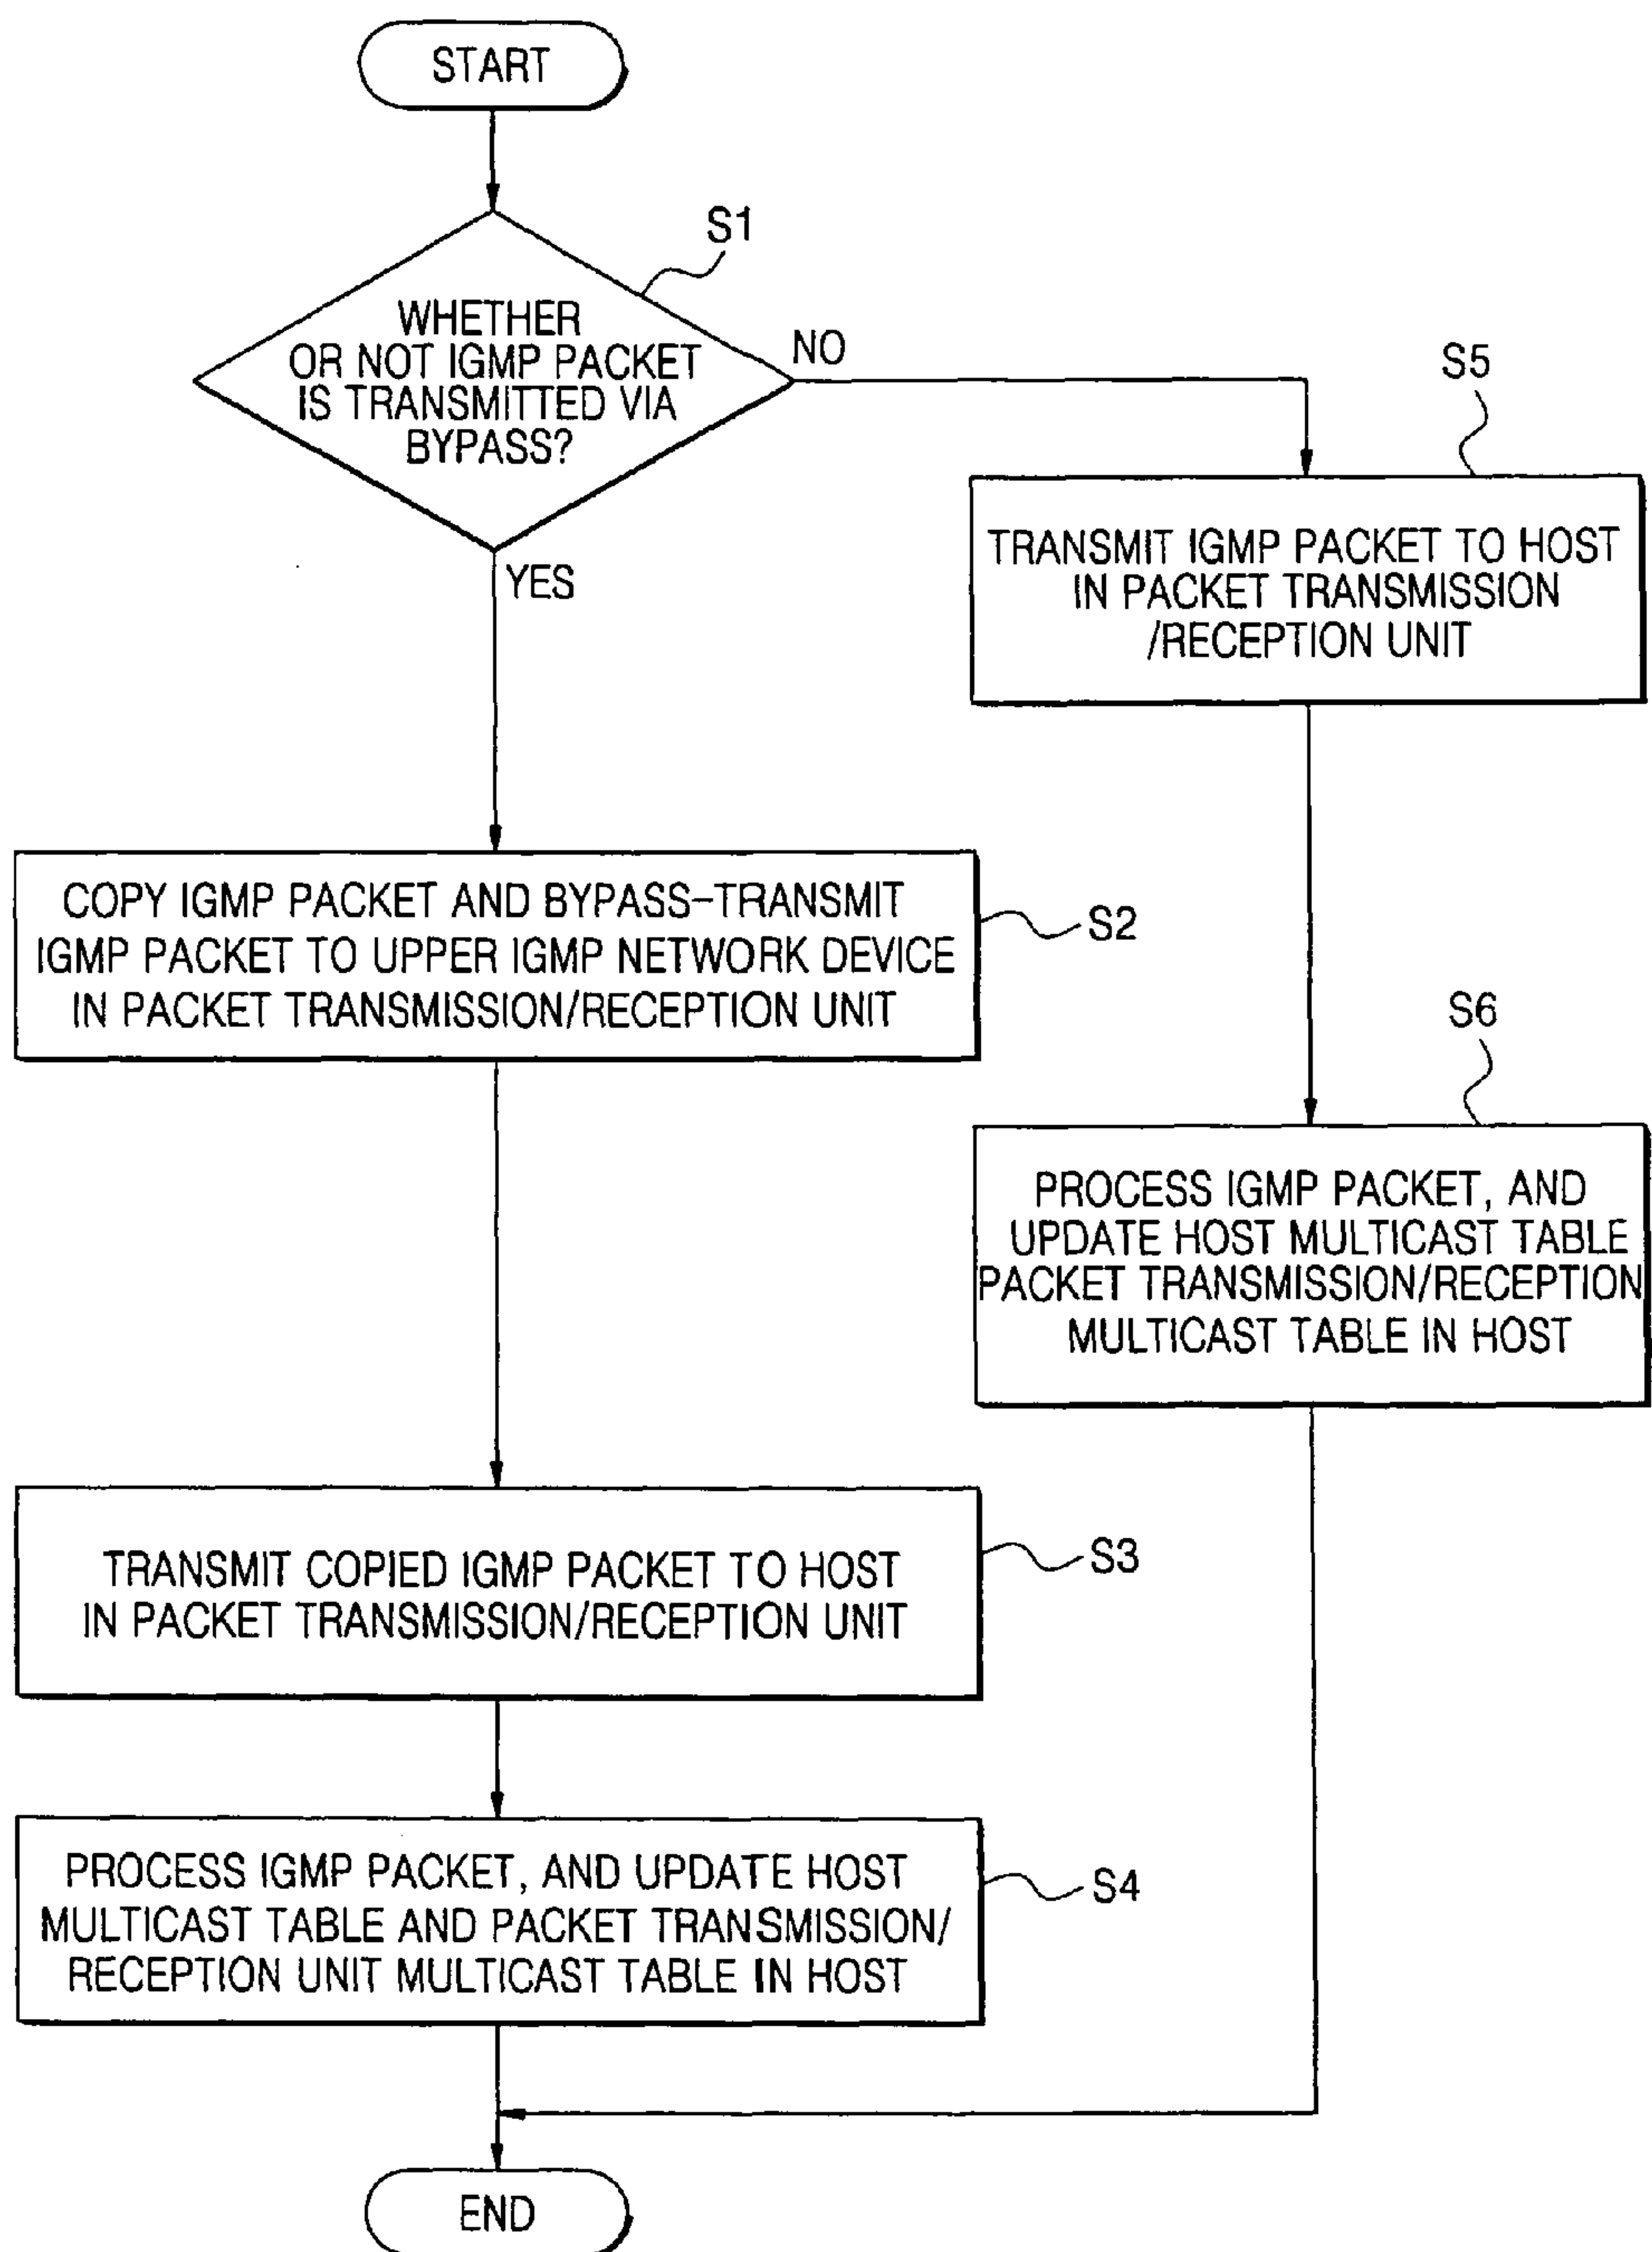 START
S1
WHETHER
OR NOT IGMP PACKET
IS TRANSMITTED VIA
BYPASS?
NO
YES
S5
TRANSMIT IGMP PACKET TO HOST
IN PACKET TRANSMISSION
/RECEPTION UNIT
COPY IGMP PACKET AND BYPASS-TRANSMIT
IGMP PACKET TO UPPER IGMP NETWORK DEVICE
IN PACKET TRANSMISSION/RECEPTION UNIT
S2
S6
PROCESS IGMP PACKET, AND
UPDATE HOST MULTICAST TABLE
PACKET TRANSMISSION/RECEPTION
MULTICAST TABLE IN HOST
TRANSMIT COPIED IGMP PACKET TO HOST
IN PACKET TRANSMISSION/RECEPTION UNIT
S3
PROCESS IGMP PACKET, AND UPDATE HOST
MULTICAST TABLE AND PACKET TRANSMISSION/
RECEPTION UNIT MULTICAST TABLE IN HOST
S4
END